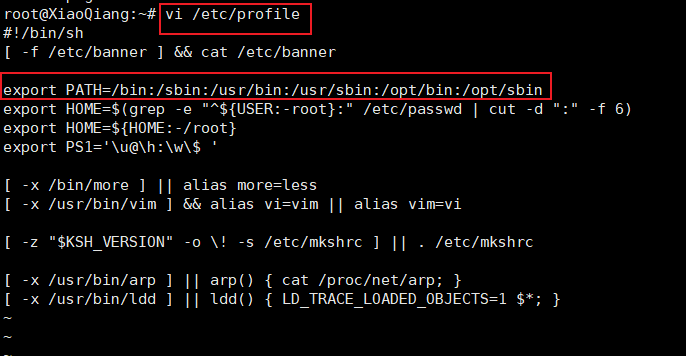 root@XiaoQiang:~# vi /etc/profile
#!/bin/sh
[ -f /etc/banner ] && cat /etc/banner
export PATH=/bin:/sbin:/usr/bin:/usr/sbin:/opt/bin:/opt/sbin
export HOME=$(grep -e "^${USER:-root}:" /etc/passwd | cut -d ":" -f 6)
export HOME=${HOME:-/root}
export PS1='\u@\h:\w\$ '
[ -x /bin/more ] || alias more=less
[ -x /usr/bin/vim ] && alias vi=vim || alias vim=vi
[ -z "$KSH_VERSION" -o \! -s /etc/mkshrc ] || . /etc/mkshrc
[ -x /usr/bin/arp ] || arp() { cat /proc/net/arp; }
[ -x /usr/bin/ldd ] || ldd() { LD_TRACE_LOADED_OBJECTS=1 $*; }
~
~
~